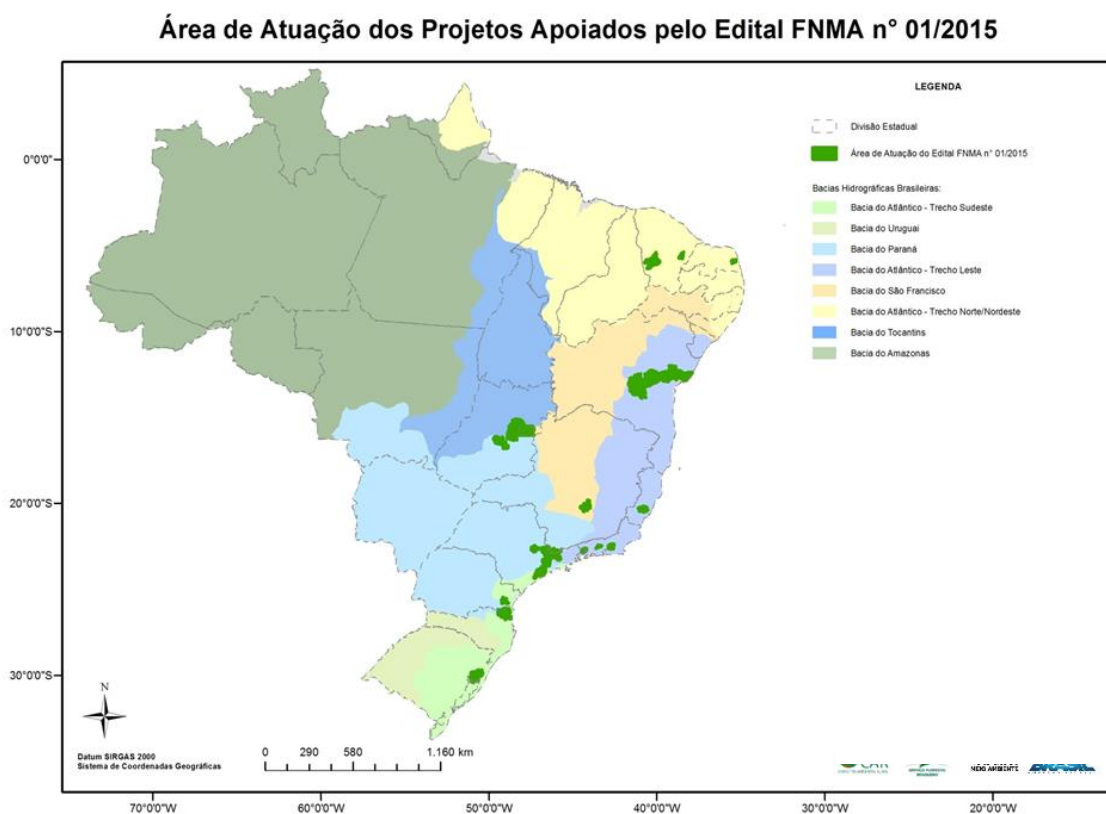 Área de Atuação dos Projetos Apoiados pelo Edital FNMA n° 01/2015
LEGENDA
Divisão Estadual
Área de Atuação do Edital FNMA n° 01/2015
Bacias Hidrográficas Brasileiras:
Bacia do Atlântico - Trecho Sudeste
Bacia do Uruguai
Bacia do Paraná
Bacia do Atlântico - Trecho Leste
Bacia do São Francisco
Bacia do Atlântico - Trecho Norte/Nordeste
Bacia do Tocantins
Bacia do Amazonas
0°0'0"
10°0'0"S
20°0'0"S
30°0'0"S
N
Datum SIRGAS 2000
Sistema de Coordenadas Geográficas
0 290 580 1.160 km
CAR
MEIO AMBIENTE
BRASIL
70°0'0"W 60°0'0"W 50°0'0"W 40°0'0"W 30°0'0"W 20°0'0"W